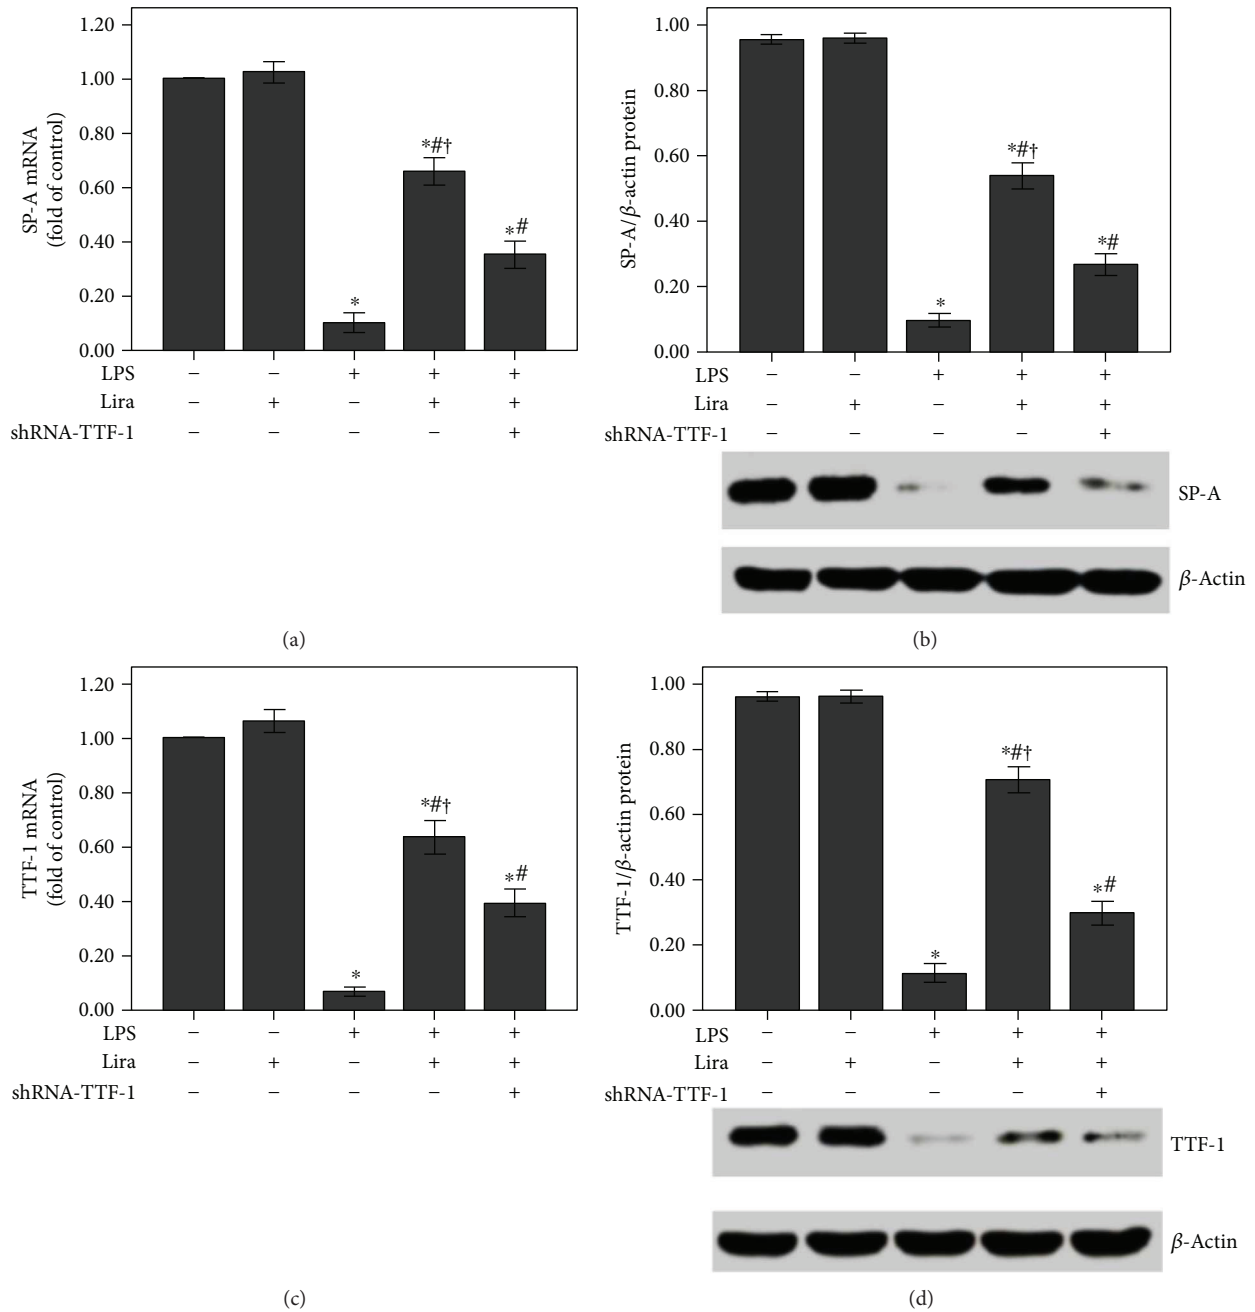 1.20
1.00
0.80
0.60
0.40
0.20
0.00
SP-A mRNA
(fold of control)
*
*#†
*#
LPS − − + + +
Lira − + − + +
shRNA-TTF-1 − − − − +
(a)
1.00
0.80
0.60
0.40
0.20
0.00
SP-A/β-actin protein
*
*#†
*#
LPS − − + + +
Lira − + − + +
shRNA-TTF-1 − − − − +
SP-A
β-Actin
(b)
1.20
1.00
0.80
0.60
0.40
0.20
0.00
TTF-1 mRNA
(fold of control)
*
*#†
*#
LPS − − + + +
Lira − + − + +
shRNA-TTF-1 − − − − +
(c)
1.00
0.80
0.60
0.40
0.20
0.00
TTF-1/β-actin protein
*
*#†
*#
LPS − − + + +
Lira − + − + +
shRNA-TTF-1 − − − − +
TTF-1
β-Actin
(d)